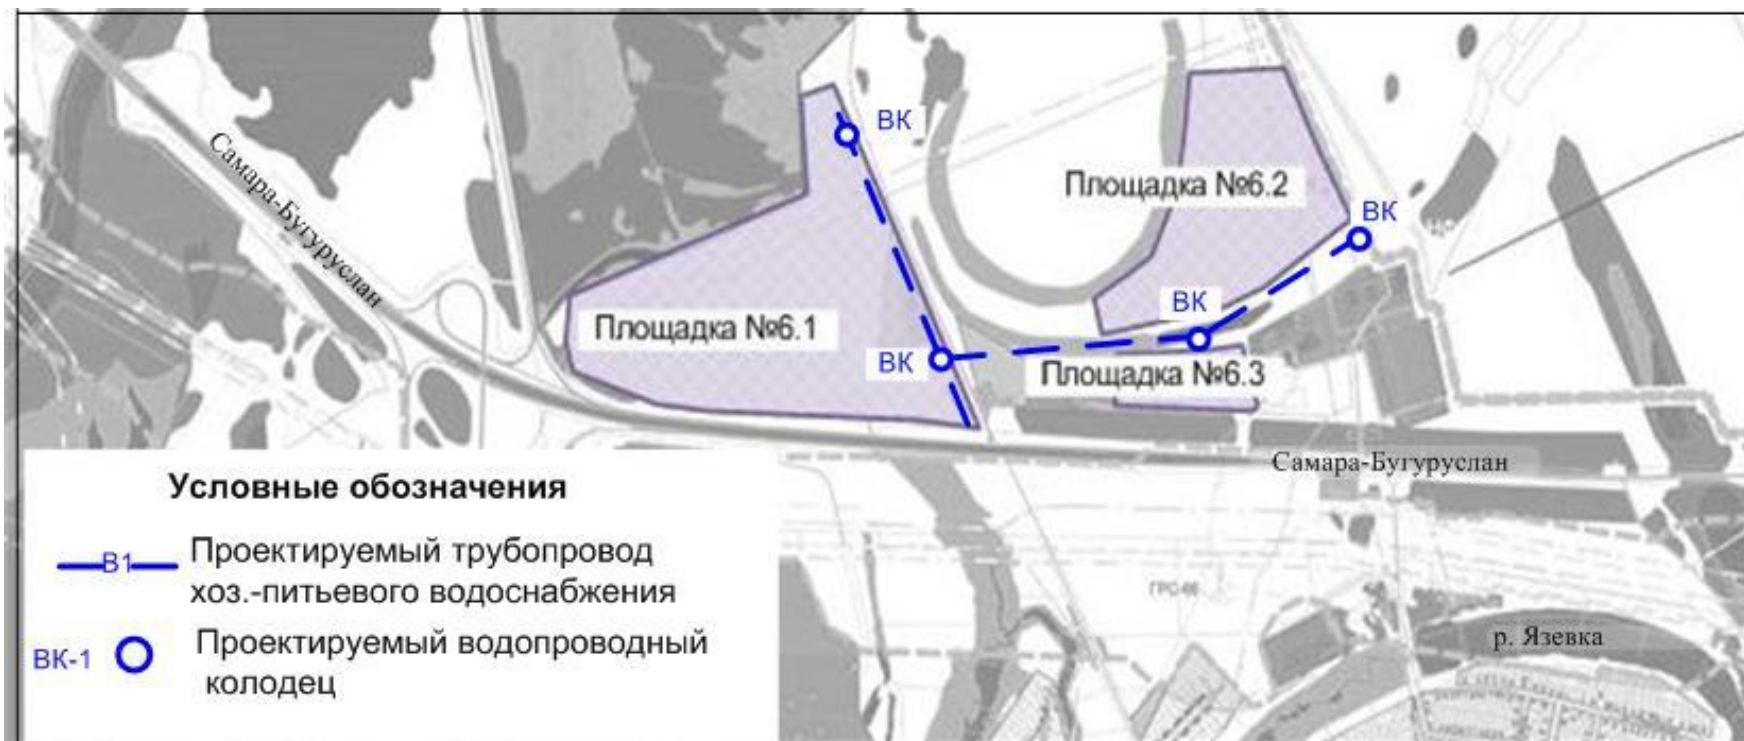 ВК
Самара-Бугуруслан
Площадка №6.2
ВК
ВК
Площадка №6.1
ВК
Площадка №6.3
Самара-Бугуруслан
Условные обозначения
В1
Проектируемый трубопровод
хоз.-питьевого водоснабжения
ВК-1
Проектируемый водопроводный
колодец
р. Язевка